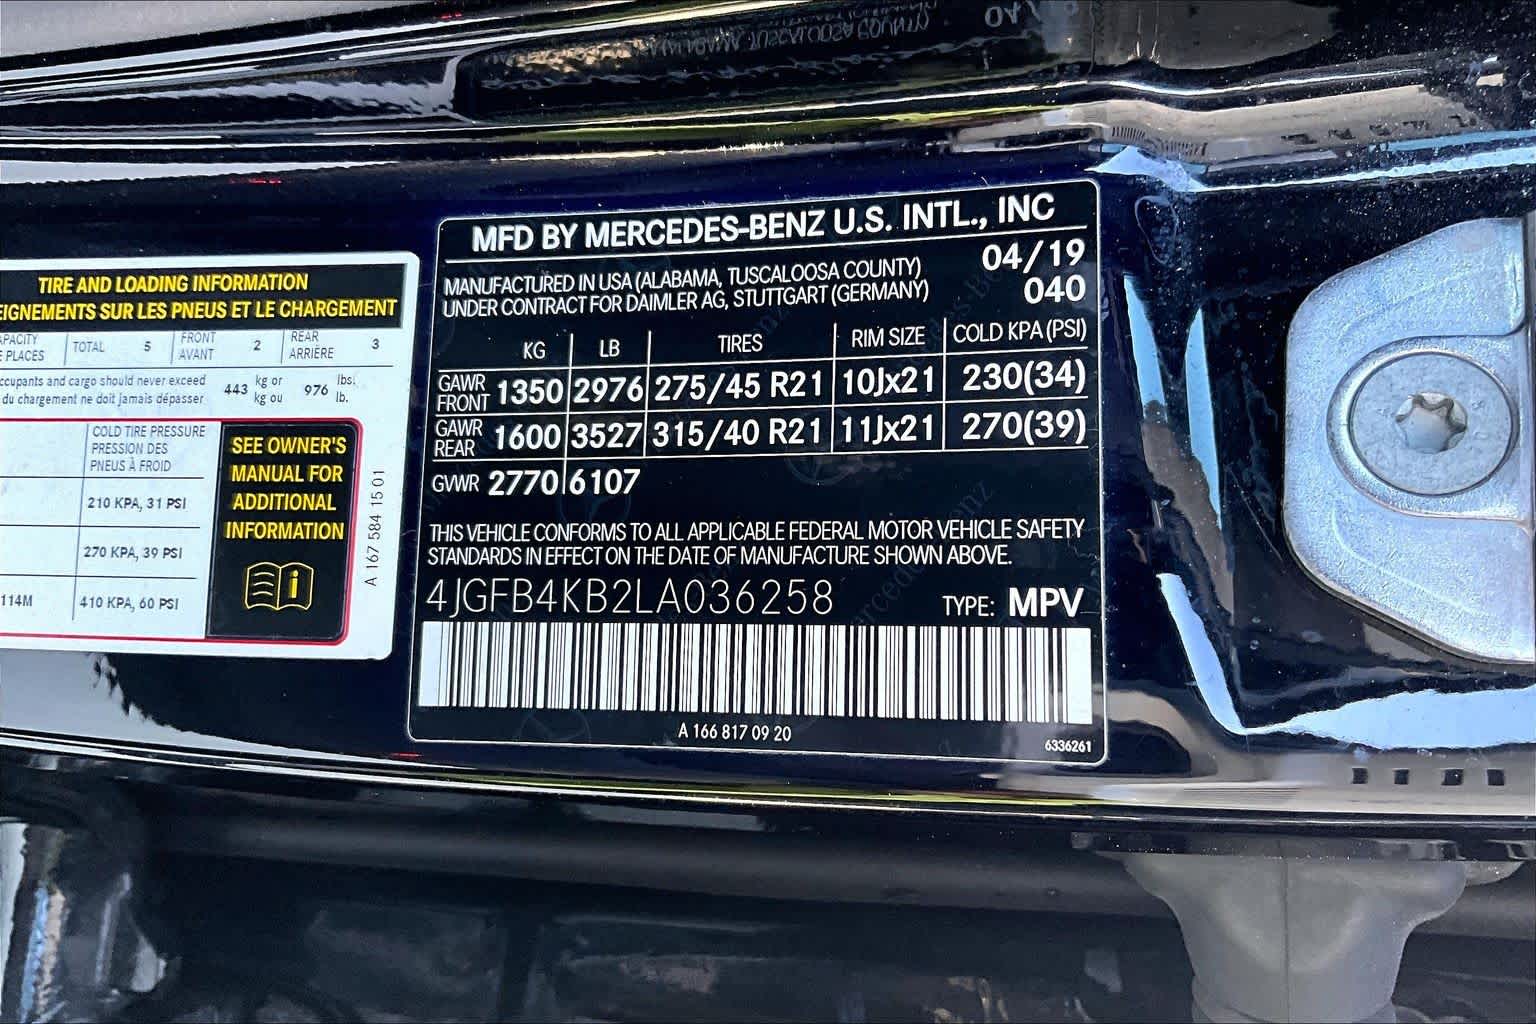 TIRE AND LOADING INFORMATION
EIGNEMENTS SUR LES PNEUS ET LE CHARGEMENT
APACITY TOTAL 5 FRONT 2 REAR 3
E PLACES AVANT ARRIÈRE
ccupants and cargo should never exceed 443 kg or 976 lbs.
du chargement ne doit jamais dépasser kg ou lb.
COLD TIRE PRESSURE
PRESSION DES
PNEUS À FROID
210 KPA, 31 PSI
270 KPA, 39 PSI
114M 410 KPA, 60 PSI
SEE OWNER'S
MANUAL FOR
ADDITIONAL
INFORMATION
A 167 584 15 01
MFD BY MERCEDES-BENZ U.S. INTL., INC
MANUFACTURED IN USA (ALABAMA, TUSCALOOSA COUNTY) 04/19
UNDER CONTRACT FOR DAIMLER AG, STUTTGART (GERMANY) 040
KG LB TIRES RIM SIZE COLD KPA (PSI)
GAWR FRONT 1350 2976 275/45 R21 10Jx21 230(34)
GAWR REAR 1600 3527 315/40 R21 11Jx21 270(39)
GVWR 2770 6107
THIS VEHICLE CONFORMS TO ALL APPLICABLE FEDERAL MOTOR VEHICLE SAFETY
STANDARDS IN EFFECT ON THE DATE OF MANUFACTURE SHOWN ABOVE.
4JGFB4KB2LA036258 TYPE: MPV
A 166 817 09 20
6336261